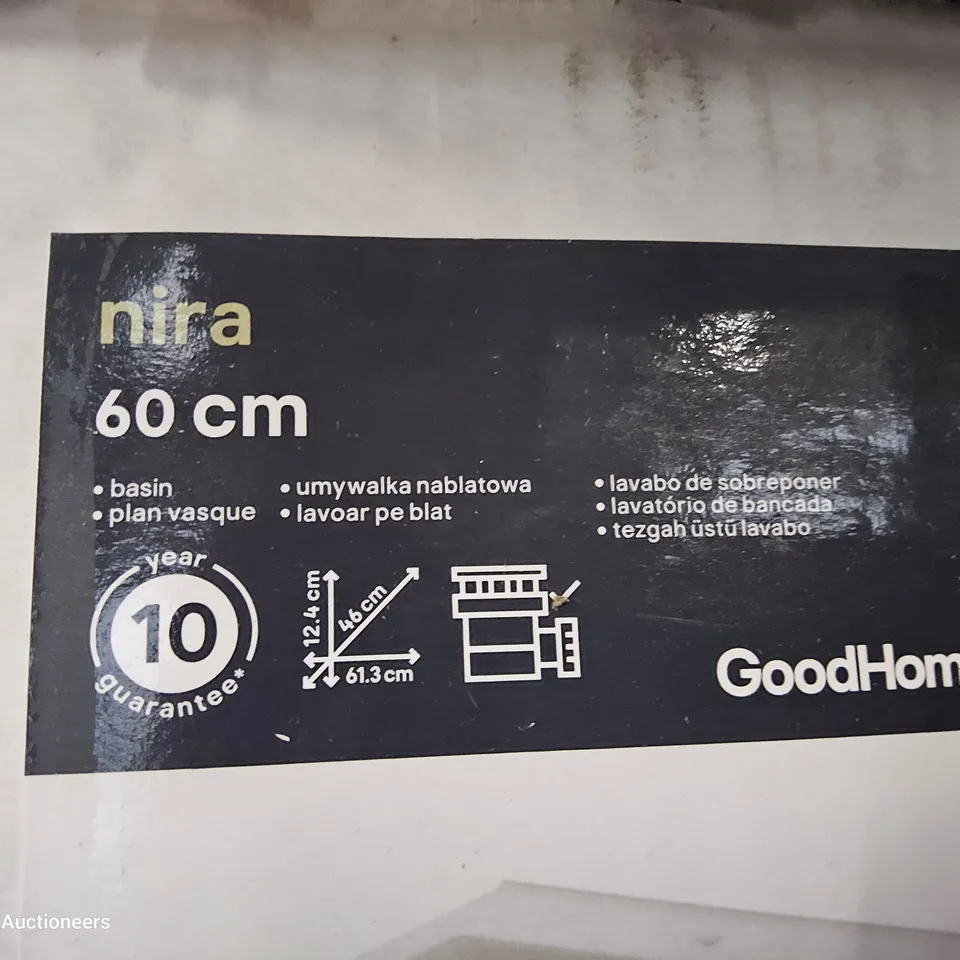 nira
60 cm
• basin
• plan vasque
• umywalka nablatowa
• lavoar pe blat
• lavabo de sobreponer
• lavatório de bancada
• tezgah üstü lavabo
year
10
guarantee*
12.4 cm
46 cm
61.3 cm
GoodHom
Auctioneers